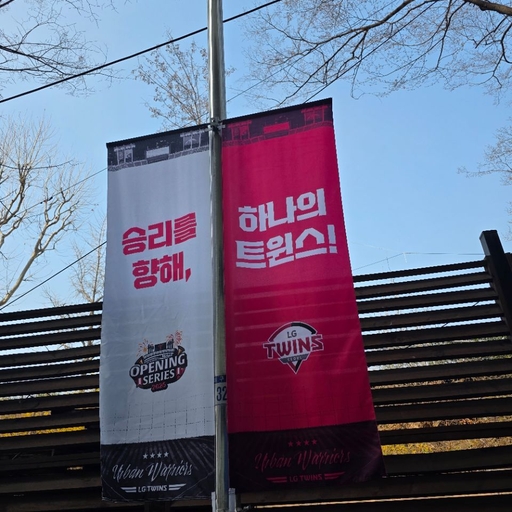 승리를
향해,
OPENING
SERIES
Urban Warriors
LG TWINS
하나의
트윈스!
LG
TWINS
Urban Warriors
LG TWINS
32